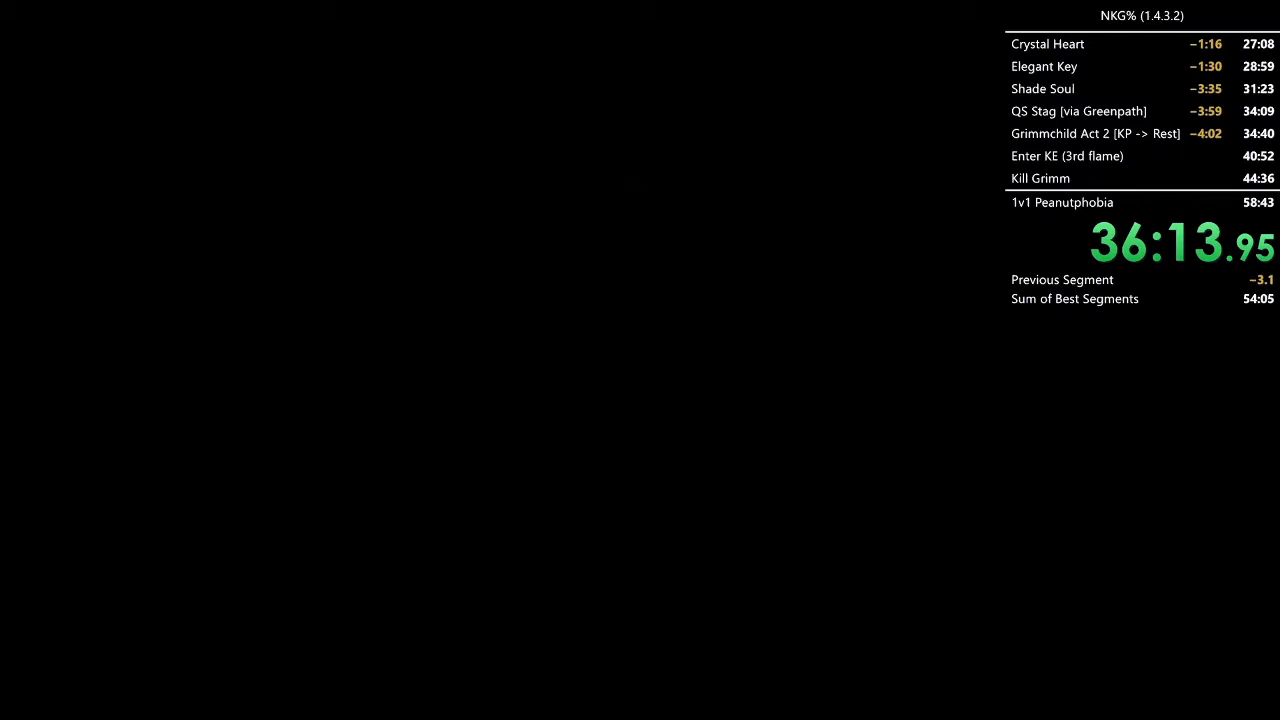 NKG% (1.4.3.2)
Crystal Heart −1:16 27:08
Elegant Key −1:30 28:59
Shade Soul −3:35 31:23
QS Stag [via Greenpath] −3:59 34:09
Grimmchild Act 2 [KP -> Rest] −4:02 34:40
Enter KE (3rd flame) 40:52
Kill Grimm 44:36
1v1 Peanutphobia 58:43
36:13.95
Previous Segment −3.1
Sum of Best Segments 54:05